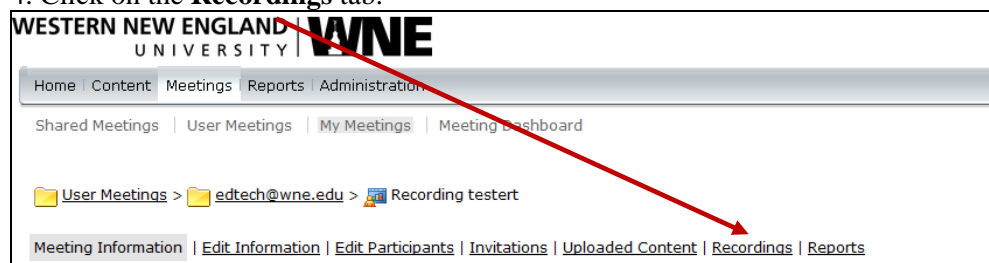 4. Click on the Recordings tab.
WESTERN NEW ENGLAND
UNIVERSITY | WNE
Home | Content | Meetings | Reports | Administration
Shared Meetings | User Meetings | My Meetings | Meeting Dashboard
User Meetings > edtech@wne.edu > Recording testert
Meeting Information | Edit Information | Edit Participants | Invitations | Uploaded Content | Recordings | Reports